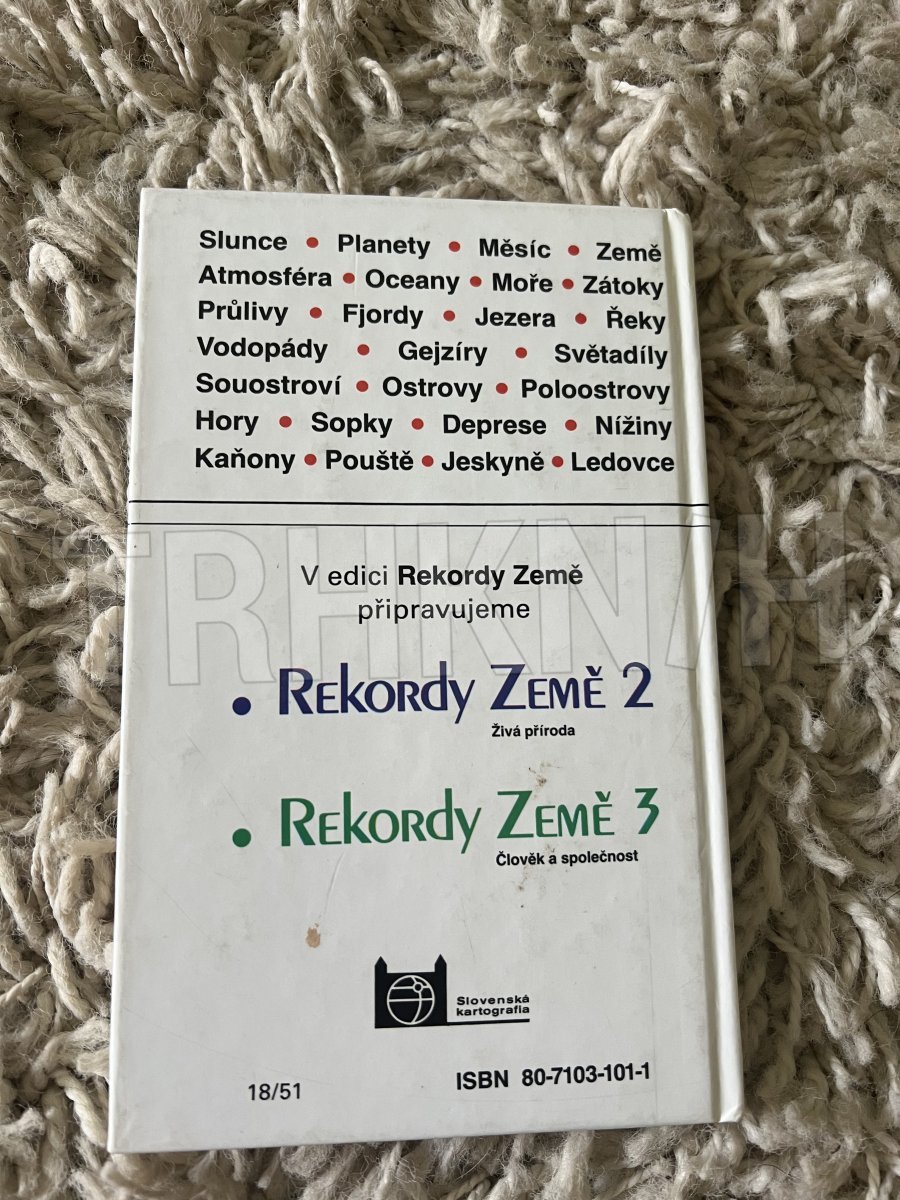 Slunce • Planety • Měsíc • Země
Atmosféra • Oceany • Moře • Zátoky
Průlivy • Fjordy • Jezera • Řeky
Vodopády • Gejzíry • Světadíly
Souostroví • Ostrovy • Poloostrovy
Hory • Sopky • Deprese • Nížiny
Kaňony • Pouště • Jeskyně • Ledovce
V edici Rekordy Země
připravujeme
TRHKNIH
• Rekordy Země 2
Živá příroda
• Rekordy Země 3
Člověk a společnost
Slovenská
kartografia
18/51
ISBN 80-7103-101-1